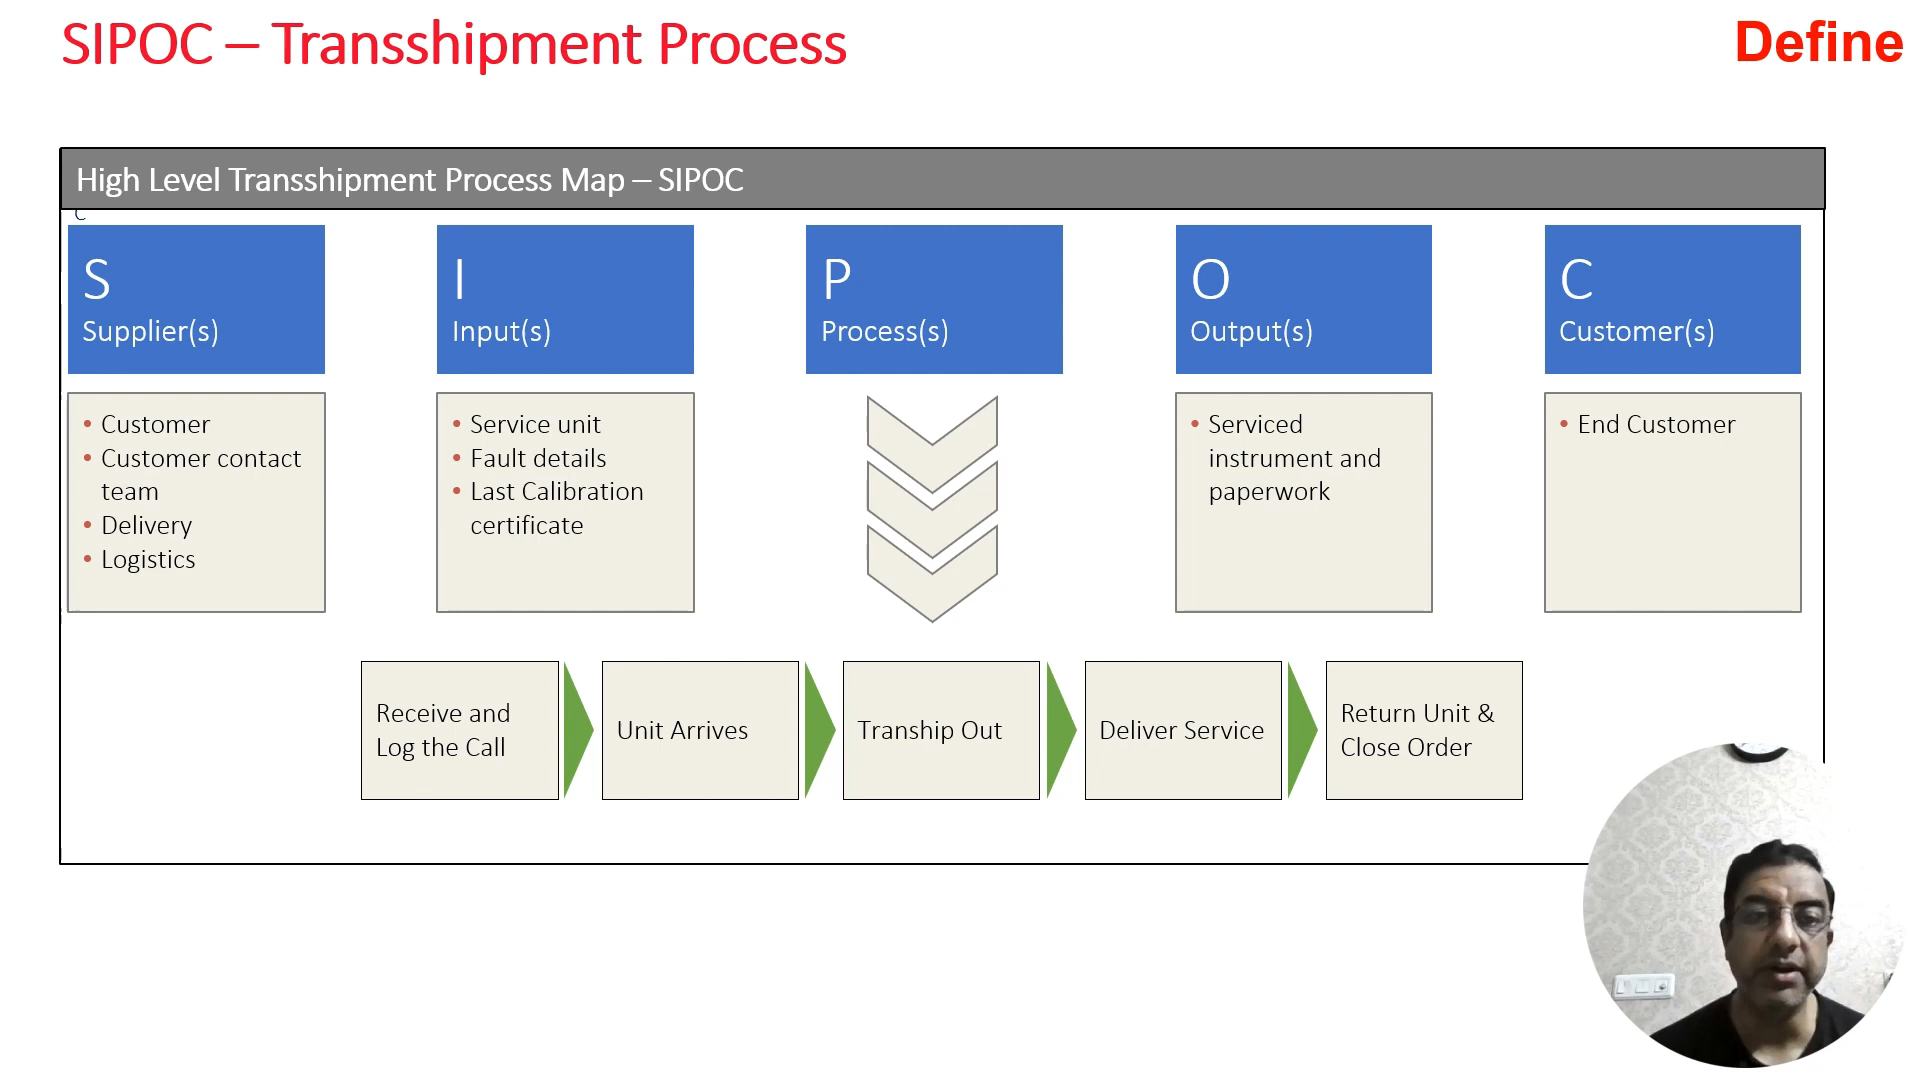 SIPOC – Transshipment Process
Define
High Level Transshipment Process Map – SIPOC
C
S
Supplier(s)
I
Input(s)
P
Process(s)
O
Output(s)
C
Customer(s)
• Customer
• Customer contact
team
• Delivery
• Logistics
• Service unit
• Fault details
• Last Calibration
certificate
• Serviced
instrument and
paperwork
• End Customer
Receive and
Log the Call
Unit Arrives
Tranship Out
Deliver Service
Return Unit &
Close Order